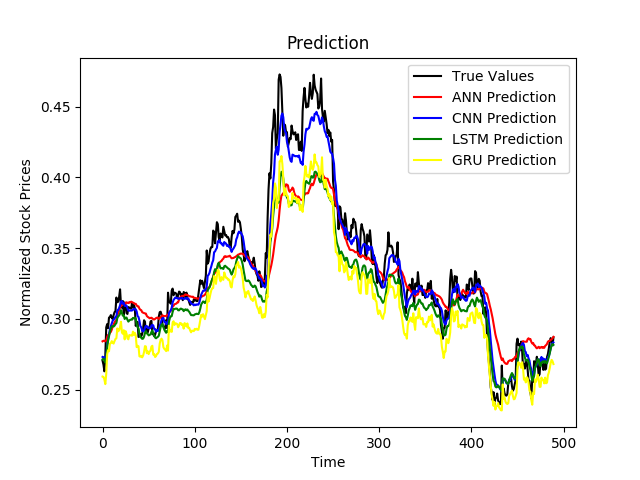 Prediction
True Values
ANN Prediction
CNN Prediction
LSTM Prediction
GRU Prediction
Normalized Stock Prices
0.45
0.40
0.35
0.30
0.25
0 100 200 300 400 500
Time